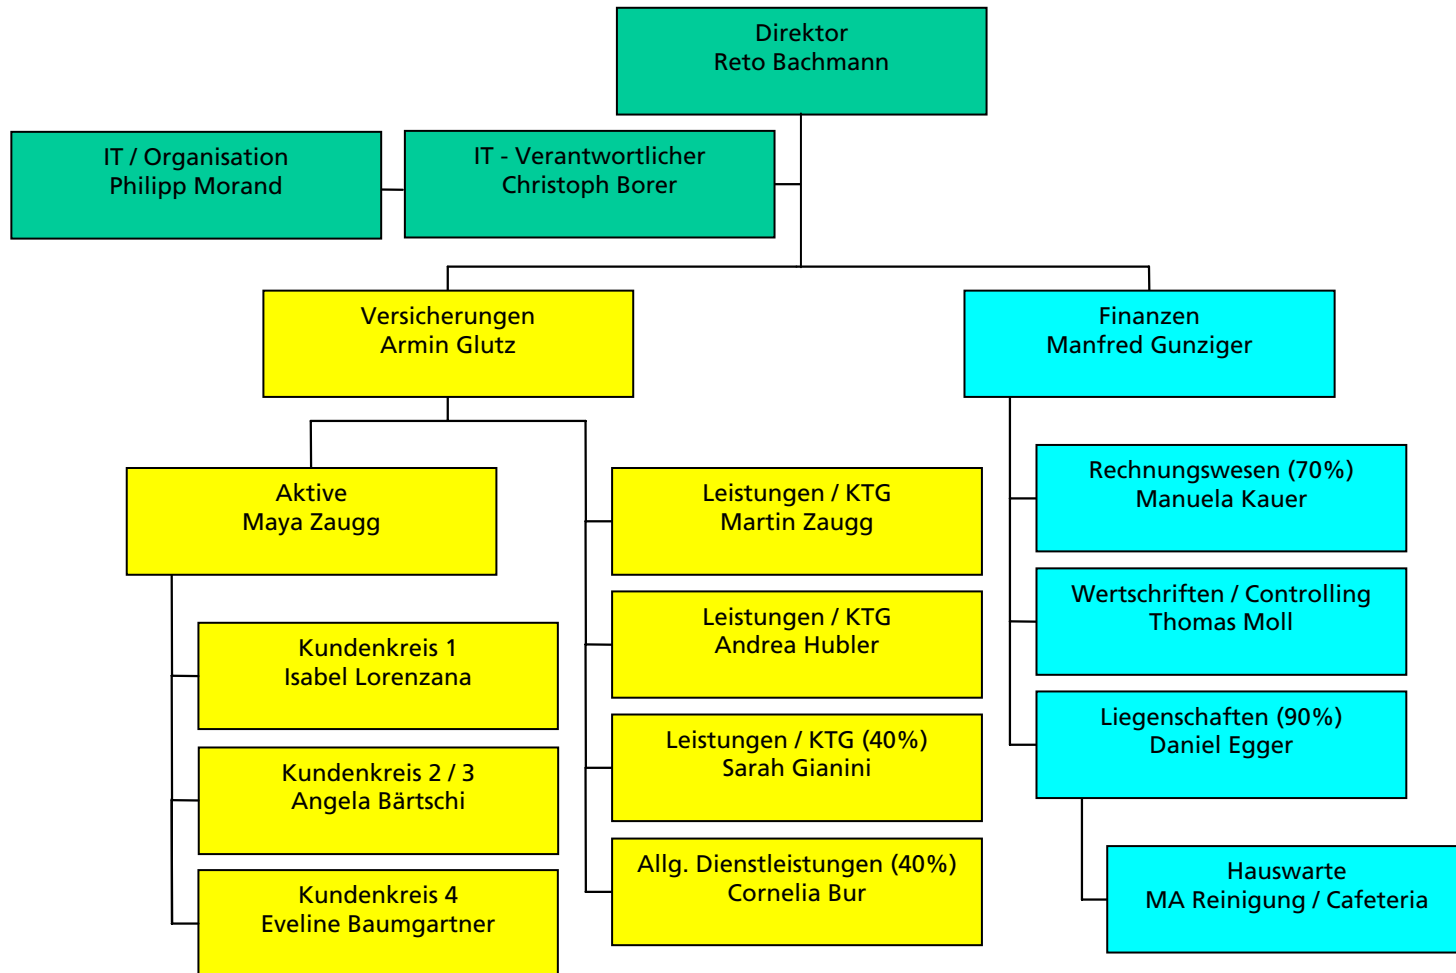 Direktor
Reto Bachmann
IT / Organisation
Philipp Morand
IT - Verantwortlicher
Christoph Borer
Versicherungen
Armin Glutz
Finanzen
Manfred Gunziger
Aktive
Maya Zaugg
Kundenkreis 1
Isabel Lorenzana
Kundenkreis 2 / 3
Angela Bärtschi
Kundenkreis 4
Eveline Baumgartner
Leistungen / KTG
Martin Zaugg
Leistungen / KTG
Andrea Hubler
Leistungen / KTG (40%)
Sarah Gianini
Allg. Dienstleistungen (40%)
Cornelia Bur
Rechnungswesen (70%)
Manuela Kauer
Wertschriften / Controlling
Thomas Moll
Liegenschaften (90%)
Daniel Egger
Hauswarte
MA Reinigung / Cafeteria